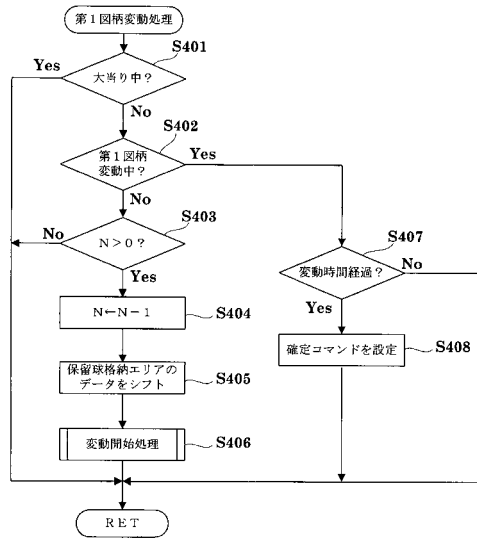 第１図柄変動処理
S401
Yes
大当り中？
No
S402
第１図柄
変動中？
Yes
No
S403
No
N＞0？
Yes
S407
変動時間経過？
No
Yes
N←N－1
S404
確定コマンドを設定
S408
保留球格納エリアの
データをシフト
S405
変動開始処理
S406
RET